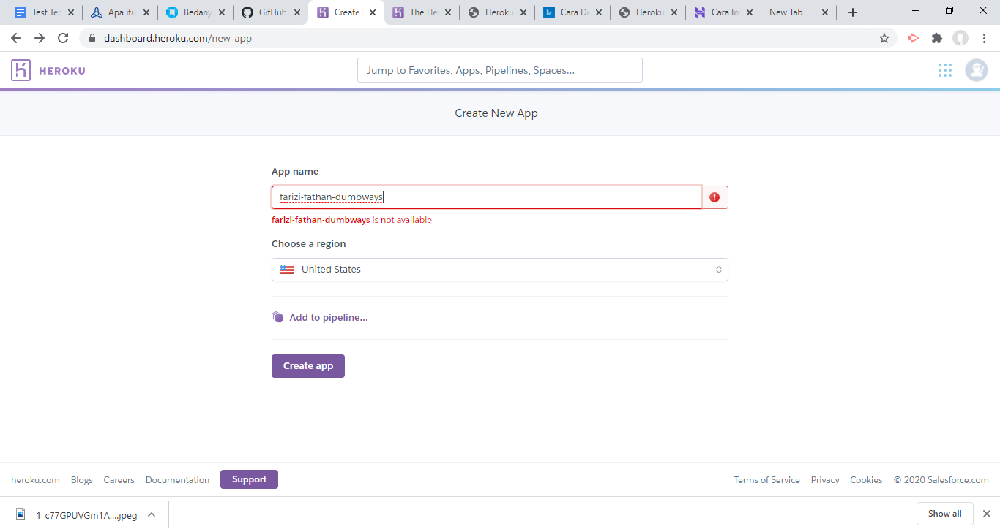 Test Tec
Apa itu
Bedany
GitHub
Create
The He
Heroku
Cara De
Heroku
Cara In
New Tab
dashboard.heroku.com/new-app
HEROKU
Jump to Favorites, Apps, Pipelines, Spaces...
Create New App
App name
farizi-fathan-dumbways
farizi-fathan-dumbways is not available
Choose a region
United States
Add to pipeline...
Create app
heroku.com Blogs Careers Documentation Support Terms of Service Privacy Cookies © 2020 Salesforce.com
1_c77GPUVGm1A....jpeg Show all